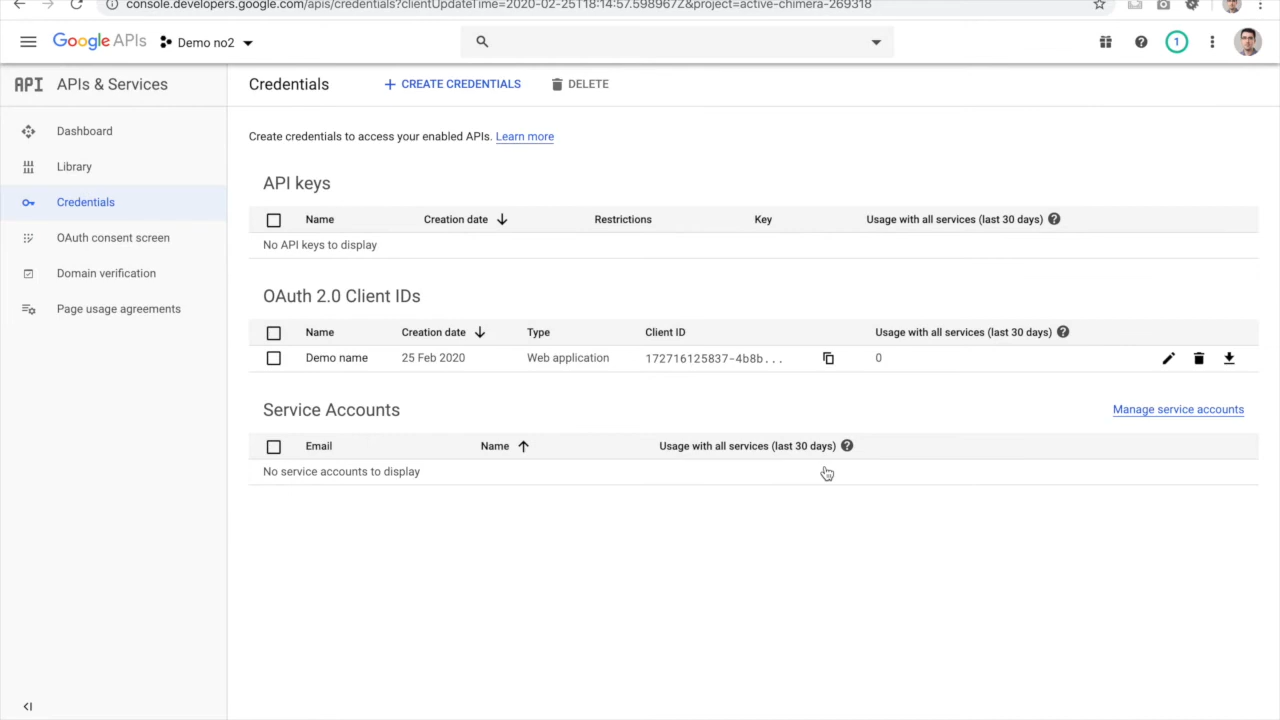 console.developers.google.com/apis/credentials?clientUpdateTime=2020-02-25T18:14:57.598967Z&project=active-chimera-269318
Google APIs Demo no2 1
API APIs & Services Credentials + CREATE CREDENTIALS DELETE
Dashboard
Library
Credentials
OAuth consent screen
Domain verification
Page usage agreements
Create credentials to access your enabled APIs. Learn more
API keys
Name Creation date Restrictions Key Usage with all services (last 30 days)
No API keys to display
OAuth 2.0 Client IDs
Name Creation date Type Client ID Usage with all services (last 30 days)
Demo name 25 Feb 2020 Web application 172716125837-4b8b... 0
Service Accounts Manage service accounts
Email Name Usage with all services (last 30 days)
No service accounts to display